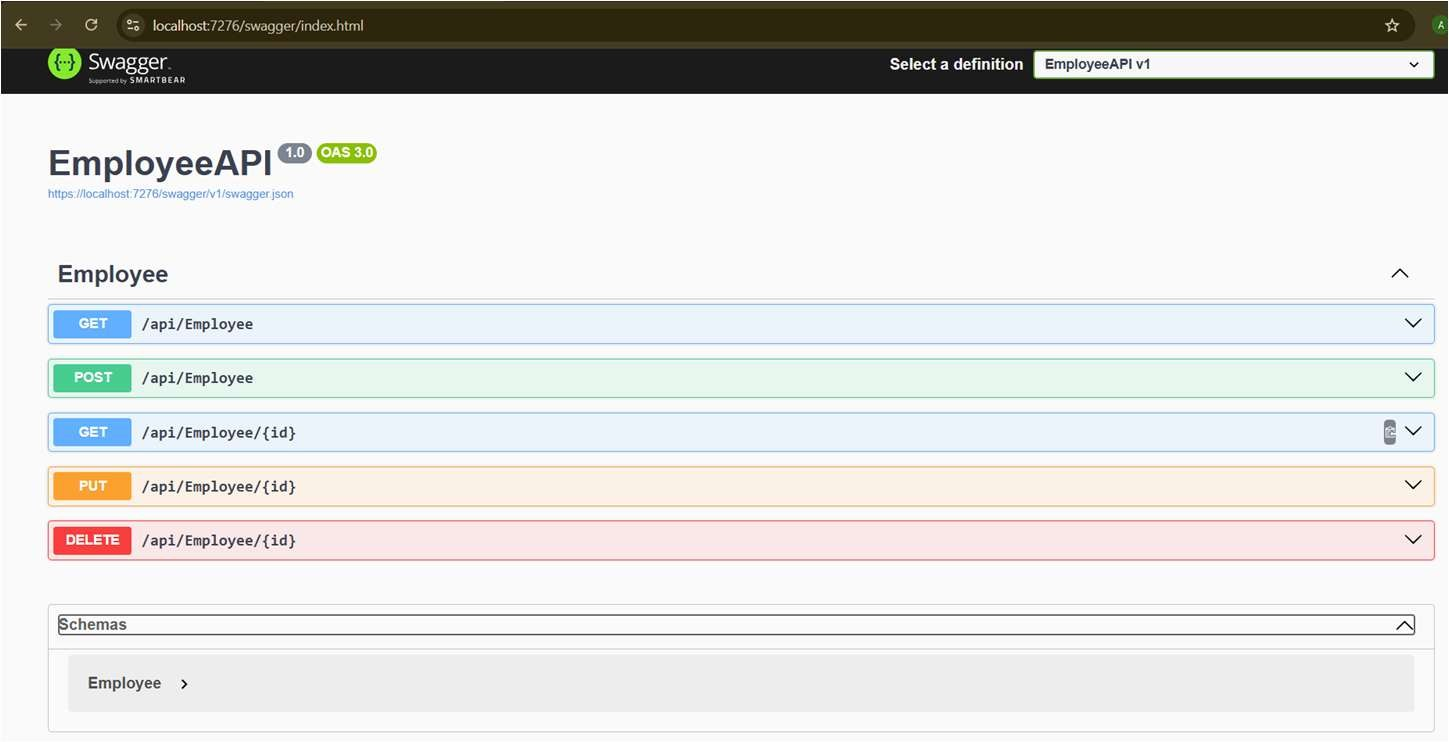 localhost:7276/swagger/index.html
A
Swagger
Supported by SMARTBEAR
Select a definition
EmployeeAPI v1
EmployeeAPI 1.0 OAS 3.0
https://localhost:7276/swagger/v1/swagger.json
Employee
GET /api/Employee
POST /api/Employee
GET /api/Employee/{id}
PUT /api/Employee/{id}
DELETE /api/Employee/{id}
Schemas
Employee